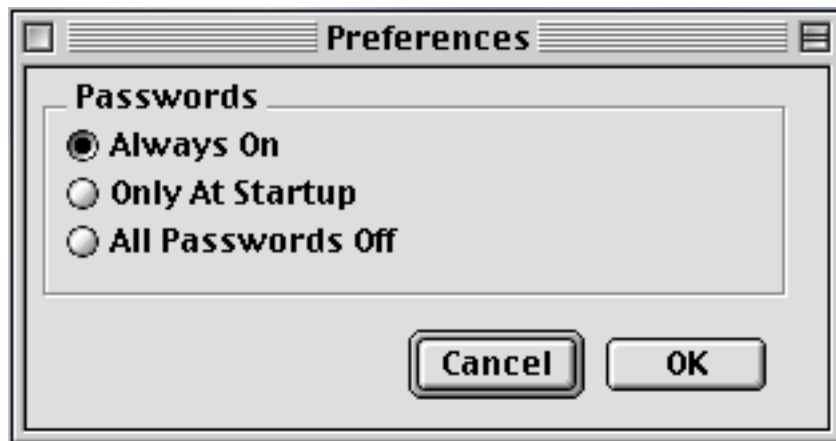 Preferences
Passwords
Always On
Only At Startup
All Passwords Off
Cancel OK